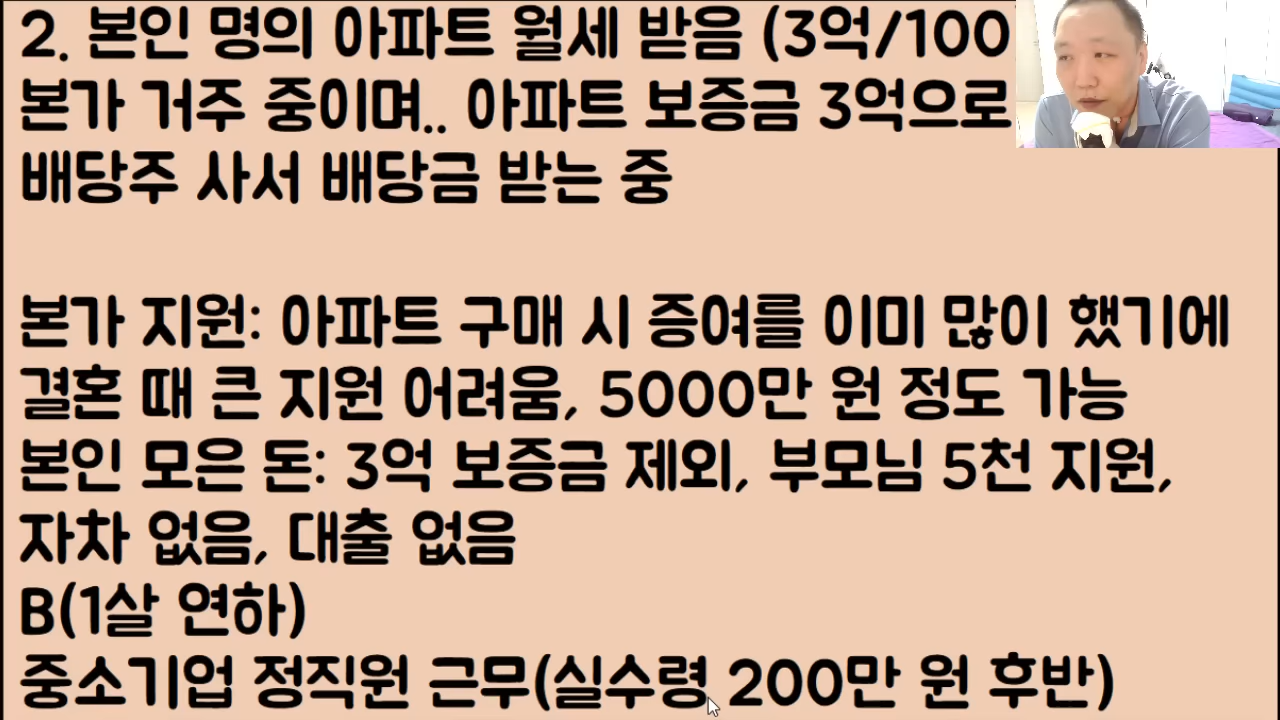 2. 본인 명의 아파트 월세 받음 (3억/100
본가 거주 중이며.. 아파트 보증금 3억으로
배당주 사서 배당금 받는 중
본가 지원: 아파트 구매 시 증여를 이미 많이 했기에
결혼 때 큰 지원 어려움, 5000만 원 정도 가능
본인 모은 돈: 3억 보증금 제외, 부모님 5천 지원,
자차 없음, 대출 없음
B(1살 연하)
중소기업 정직원 근무(실수령 200만 원 후반)